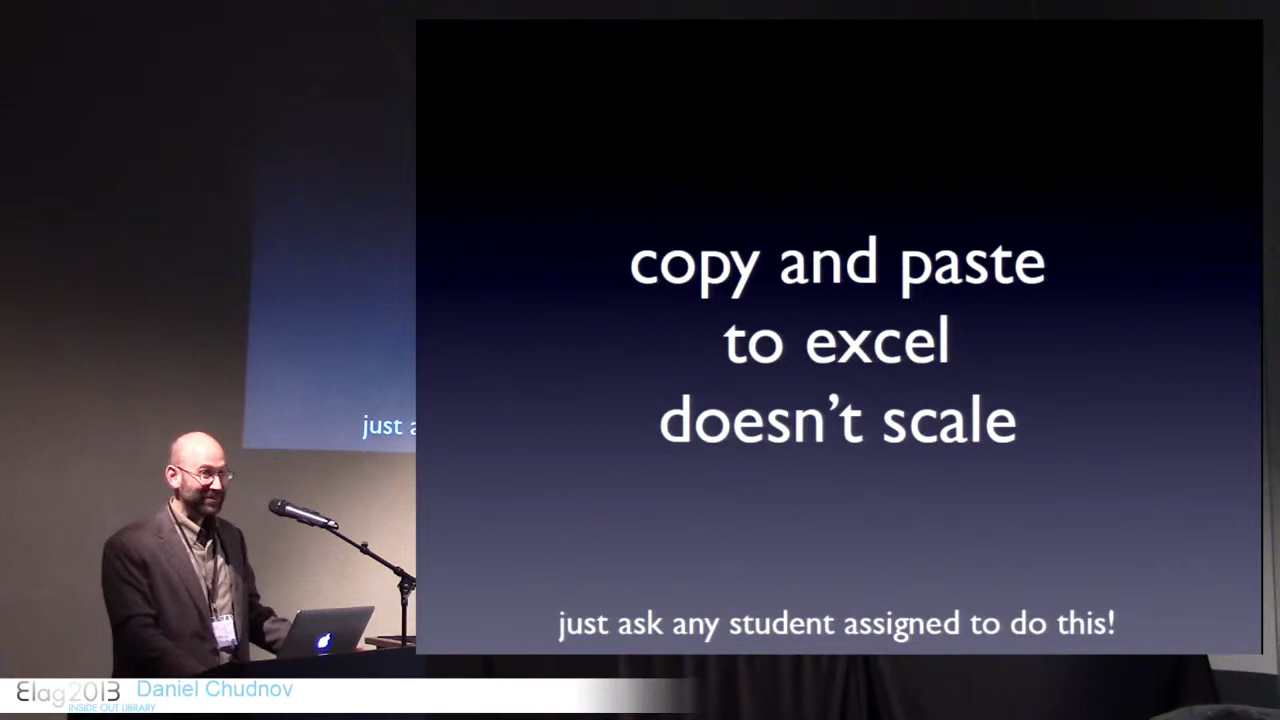 copy and paste
to excel
doesn’t scale
just ask any student assigned to do this!
just a
Elag2013
Daniel Chudnov
INSIDE OUT LIBRARY